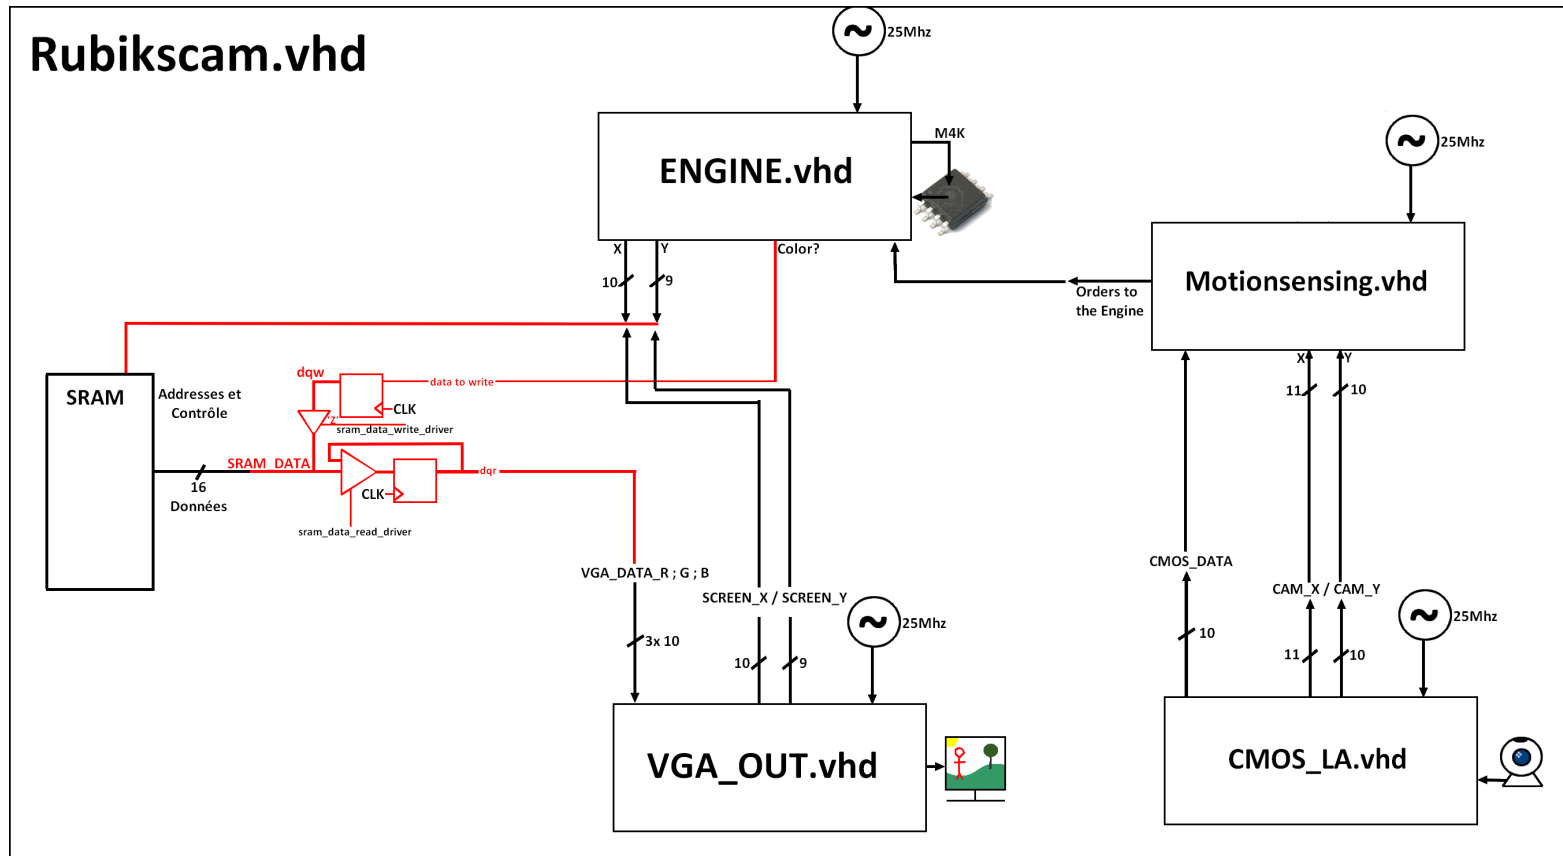 Rubikscam.vhd
25Mhz
ENGINE.vhd
M4K
25Mhz
X
Y
Color?
10
9
Motionsensing.vhd
Orders to
the Engine
X
Y
11
10
SRAM
Addresses et
Contrôle
dqw
data to write
CLK
'Z'
sram_data_write_driver
SRAM_DATA
16
Données
dqr
CLK
sram_data_read_driver
VGA_DATA_R ; G ; B
SCREEN_X / SCREEN_Y
25Mhz
3x 10
10
9
CMOS_DATA
CAM_X / CAM_Y
25Mhz
10
11
10
VGA_OUT.vhd
CMOS_LA.vhd